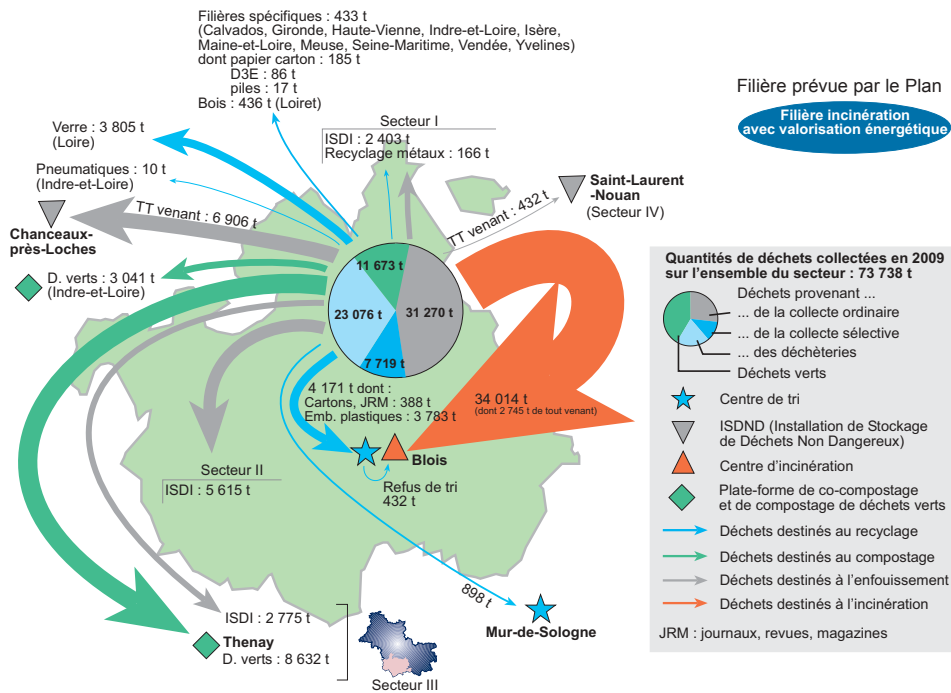 Filières spécifiques : 433 t
(Calvados, Gironde, Haute-Vienne, Indre-et-Loire, Isère,
Maine-et-Loire, Meuse, Seine-Maritime, Vendée, Yvelines)
dont papier carton : 185 t
D3E : 86 t
piles : 17 t
Bois : 436 t (Loiret)
Filière prévue par le Plan
Filière incinération
avec valorisation énergétique
Verre : 3 805 t
(Loire)
Pneumatiques : 10 t
(Indre-et-Loire)
Secteur I
ISDI : 2 403 t
Recyclage métaux : 166 t
TT venant : 6 906 t
Chanceaux-
près-Loches
TT venant : 432 t
Saint-Laurent
-Nouan
(Secteur IV)
D. verts : 3 041 t
(Indre-et-Loire)
11 673 t
23 076 t
31 270 t
7 719 t
4 171 t dont :
Cartons, JRM : 388 t
Emb. plastiques : 3 783 t
34 014 t
(dont 2 745 t de tout venant)
Blois
Refus de tri
432 t
Secteur II
ISDI : 5 615 t
898 t
Mur-de-Sologne
ISDI : 2 775 t
Thenay
D. verts : 8 632 t
Secteur III
Quantités de déchets collectées en 2009
sur l'ensemble du secteur : 73 738 t
Déchets provenant ...
... de la collecte ordinaire
... de la collecte sélective
... des déchèteries
Déchets verts
Centre de tri
ISDND (Installation de Stockage
de Déchets Non Dangereux)
Centre d'incinération
Plate-forme de co-compostage
et de compostage de déchets verts
Déchets destinés au recyclage
Déchets destinés au compostage
Déchets destinés à l'enfouissement
Déchets destinés à l'incinération
JRM : journaux, revues, magazines